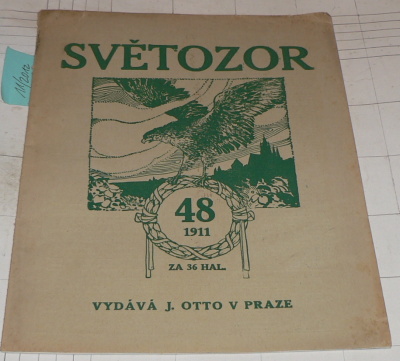 SVĚTOZOR
48
1911
ZA 36 HAL.
VYDÁVÁ J. OTTO V PRAZE